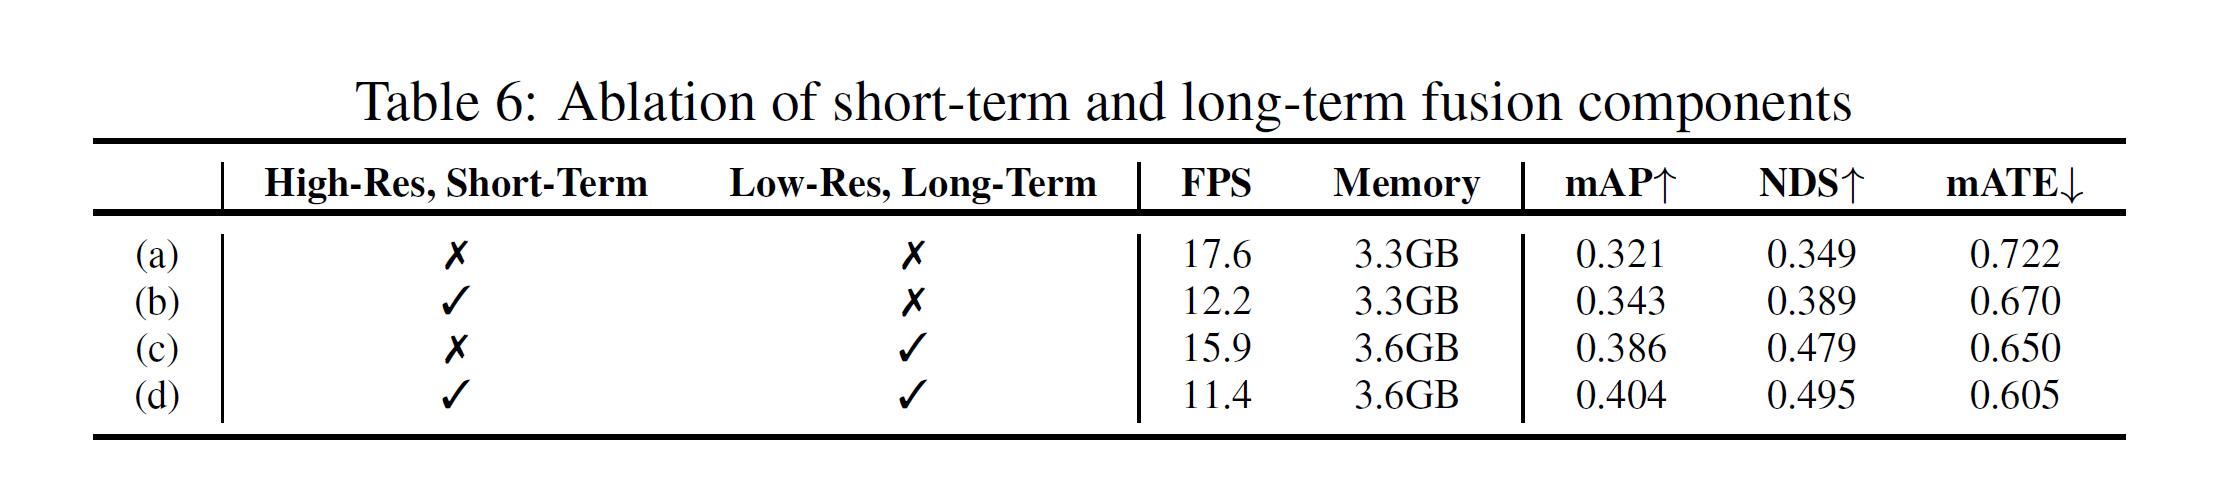 Table 6: Ablation of short-term and long-term fusion components
High-Res, Short-Term Low-Res, Long-Term FPS Memory mAP↑ NDS↑ mATE↓
(a) ✗ ✗ 17.6 3.3GB 0.321 0.349 0.722
(b) ✓ ✗ 12.2 3.3GB 0.343 0.389 0.670
(c) ✗ ✓ 15.9 3.6GB 0.386 0.479 0.650
(d) ✓ ✓ 11.4 3.6GB 0.404 0.495 0.605